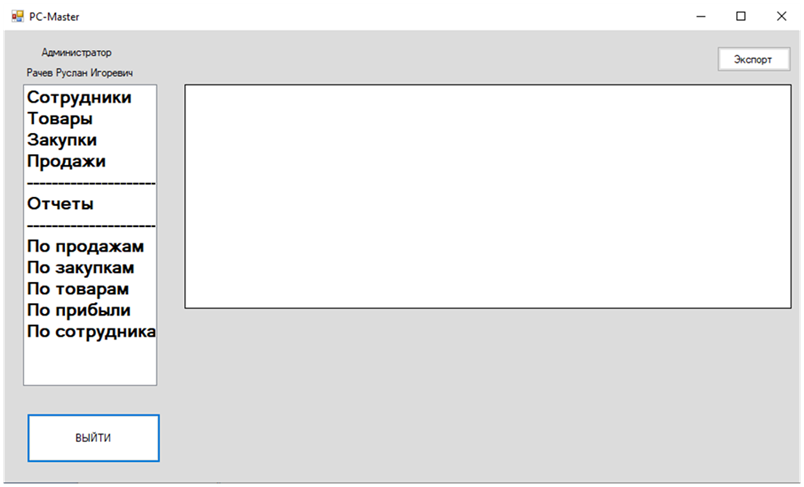 PC-Master
Администратор
Рачев Руслан Игоревич
Экспорт
Сотрудники
Товары
Закупки
Продажи
----------------------
Отчеты
----------------------
По продажам
По закупкам
По товарам
По прибыли
По сотрудника
ВЫЙТИ